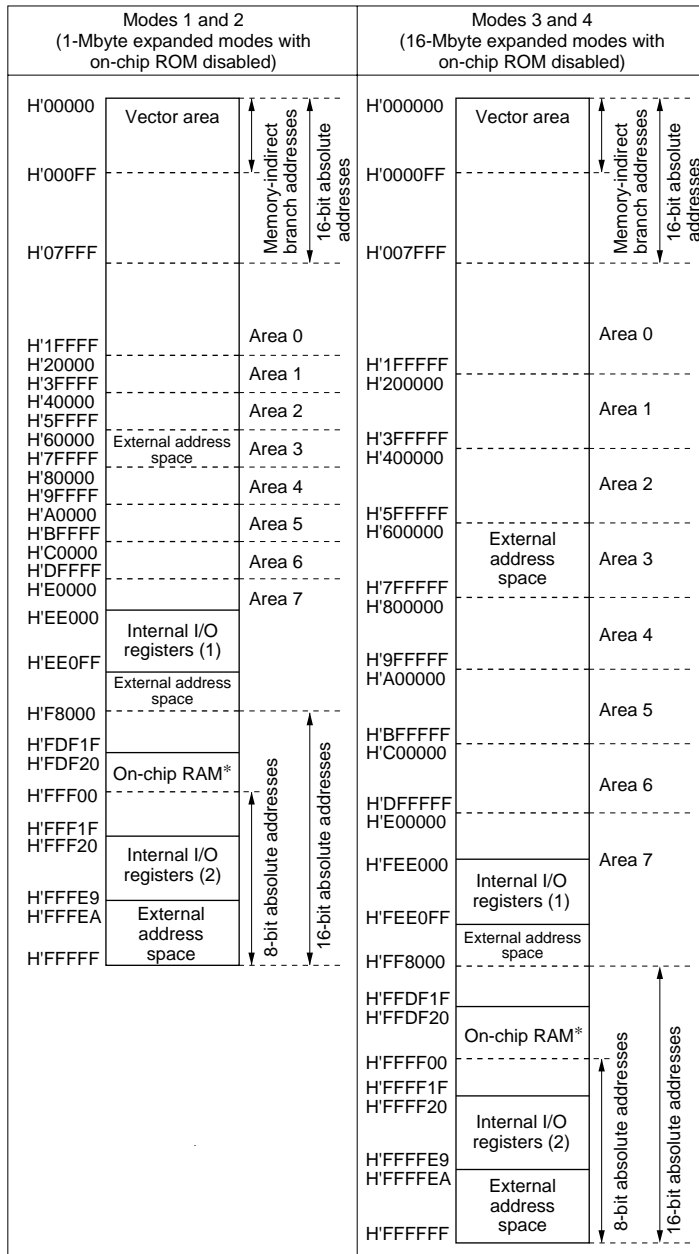 Modes 1 and 2
(1-Mbyte expanded modes with
on-chip ROM disabled)
H'00000
Vector area
H'000FF
H'07FFF
Memory-indirect
branch addresses
16-bit absolute
addresses
H'1FFFF
Area 0
H'20000
H'3FFFF
Area 1
H'40000
H'5FFFF
Area 2
H'60000
H'7FFFF
External address
space
Area 3
H'80000
H'9FFFF
Area 4
H'A0000
H'BFFFF
Area 5
H'C0000
H'DFFFF
Area 6
H'E0000
Area 7
H'EE000
Internal I/O
registers (1)
H'EE0FF
External address
space
H'F8000
H'FDF1F
H'FDF20
On-chip RAM*
H'FFF00
H'FFF1F
H'FFF20
Internal I/O
registers (2)
H'FFFE9
H'FFFEA
External
address
space
H'FFFFF
8-bit absolute addresses
16-bit absolute addresses
Modes 3 and 4
(16-Mbyte expanded modes with
on-chip ROM disabled)
H'000000
Vector area
H'0000FF
H'007FFF
Memory-indirect
branch addresses
16-bit absolute
addresses
Area 0
H'1FFFFF
H'200000
Area 1
H'3FFFFF
H'400000
Area 2
H'5FFFFF
H'600000
External
address
space
Area 3
H'7FFFFF
H'800000
Area 4
H'9FFFFF
H'A00000
Area 5
H'BFFFFF
H'C00000
Area 6
H'DFFFFF
H'E00000
Area 7
H'FEE000
Internal I/O
registers (1)
H'FEE0FF
External address
space
H'FF8000
H'FFDF1F
H'FFDF20
On-chip RAM*
H'FFFF00
H'FFFF1F
H'FFFF20
Internal I/O
registers (2)
H'FFFFE9
H'FFFFEA
External
address
space
H'FFFFFF
8-bit absolute addresses
16-bit absolute addresses